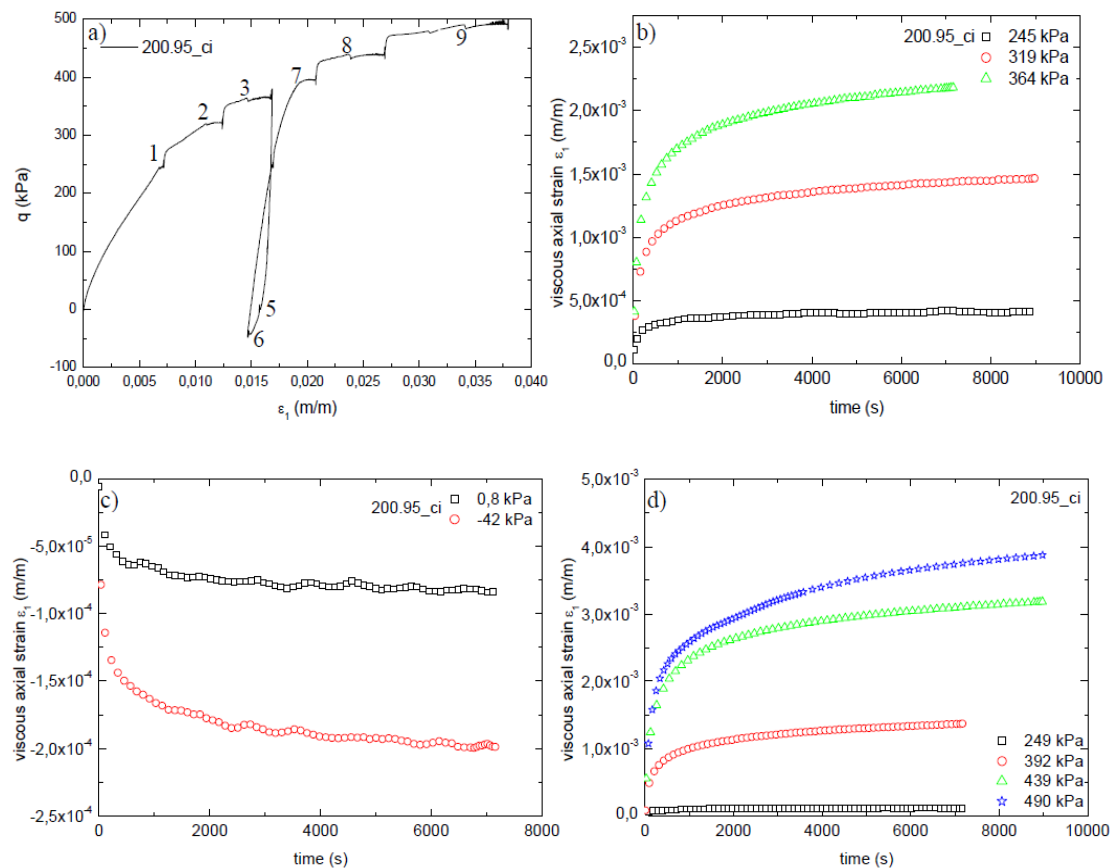 a)
200.95_ci
500
400
300
200
100
0
-100
q (kPa)
1
2
3
5
6
7
8
9
0,000
0,005
0,010
0,015
0,020
0,025
0,030
0,035
0,040
ε1 (m/m)
b)
200.95_ci
245 kPa
319 kPa
364 kPa
2,5x10-3
2,0x10-3
1,5x10-3
1,0x10-3
5,0x10-4
0,0
viscous axial strain ε1 (m/m)
0
2000
4000
6000
8000
10000
time (s)
c)
200.95_ci
0,8 kPa
-42 kPa
0,0
-5,0x10-5
-1,0x10-4
-1,5x10-4
-2,0x10-4
-2,5x10-4
viscous axial strain ε1 (m/m)
0
2000
4000
6000
8000
time (s)
d)
200.95_ci
249 kPa
392 kPa
439 kPa
490 kPa
5,0x10-3
4,0x10-3
3,0x10-3
2,0x10-3
1,0x10-3
0,0
viscous axial strain ε1 (m/m)
0
2000
4000
6000
8000
10000
time (s)